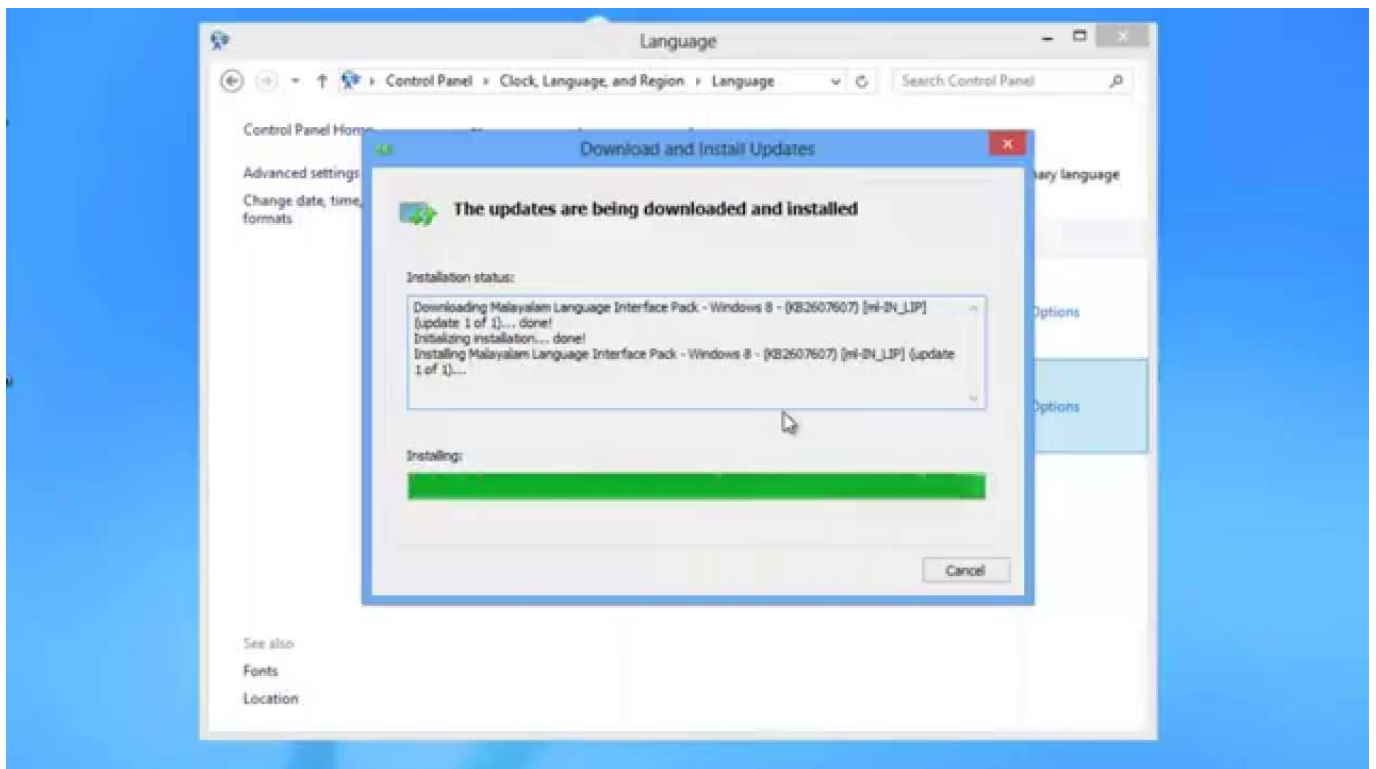 Language
Control Panel
Clock, Language, and Region
Language
Search Control Panel
Control Panel Home
Download and Install Updates
Advanced settings
ary language
Change date, time,
formats
The updates are being downloaded and installed
Installation status:
Downloading Malayalam Language Interface Pack - Windows 8 - (KB2607607) [ml-IN_LIP]
(update 1 of 1)... done!
Initializing installation... done!
Installing Malayalam Language Interface Pack - Windows 8 - (KB2607607) [ml-IN_LIP] (update
1 of 1)....
Options
Options
Installing:
Cancel
See also
Fonts
Location